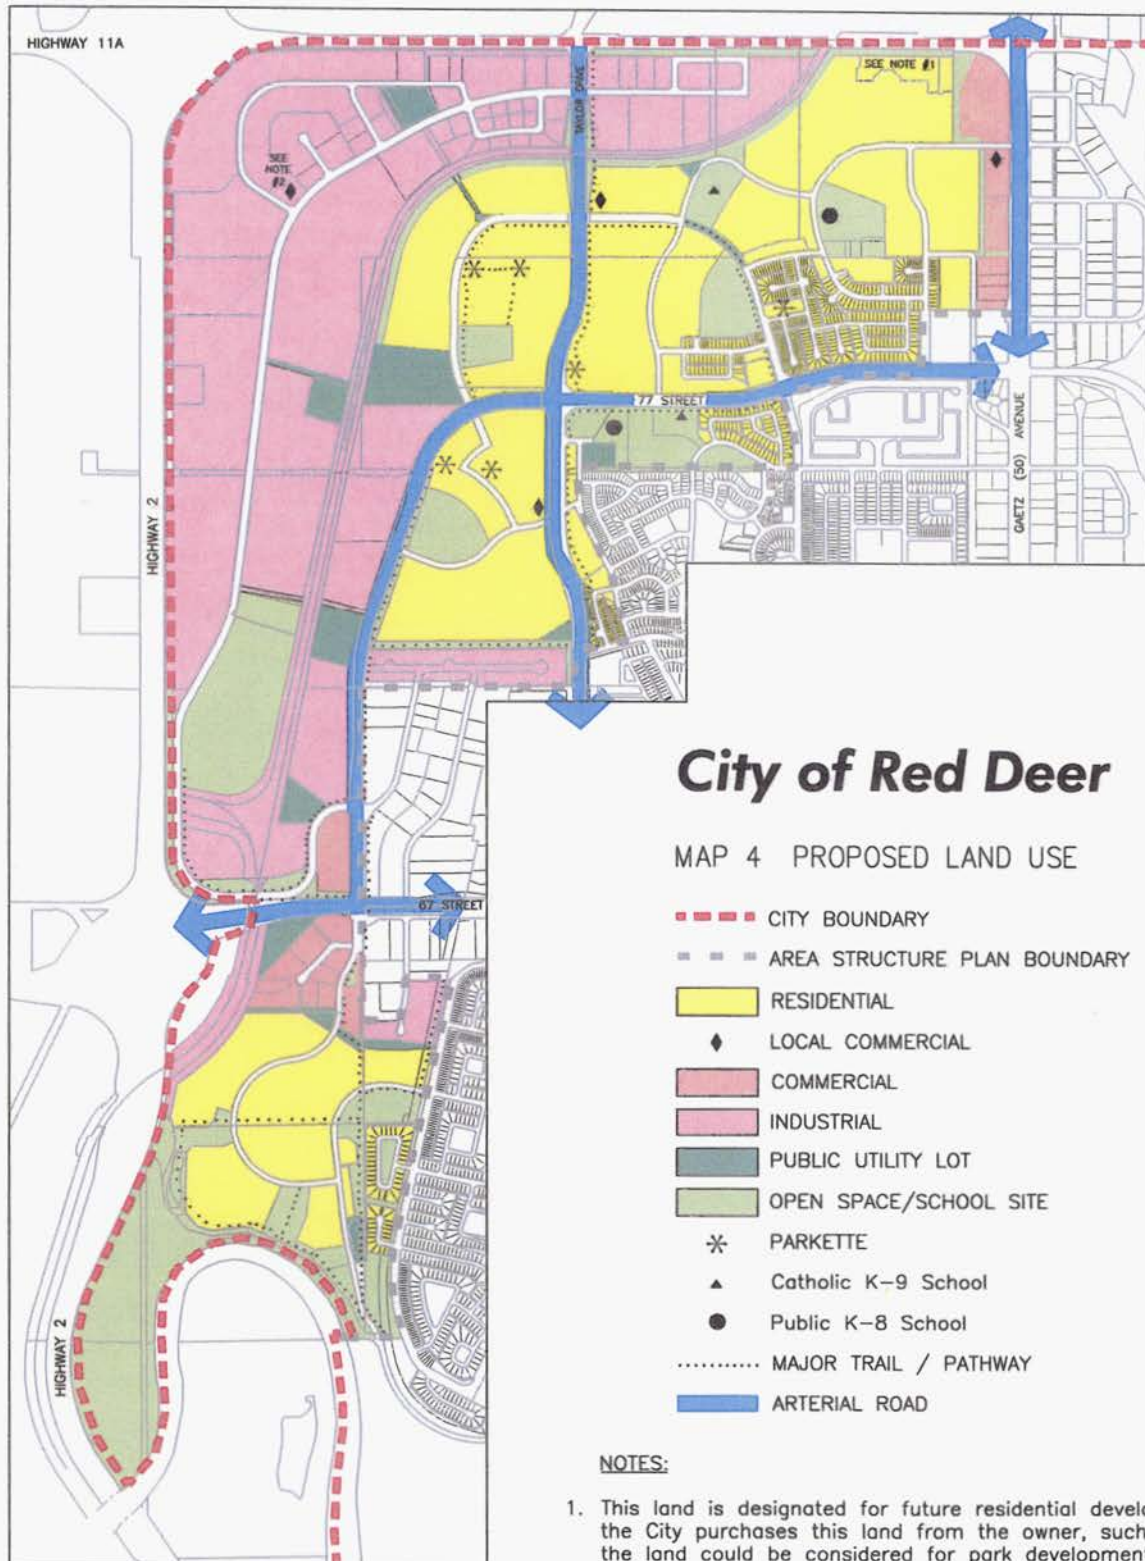 HIGHWAY 11A
TAYLOR DRIVE
SEE NOTE #1
SEE
NOTE
#2
77 STREET
GAETZ (50) AVENUE
HIGHWAY 2
67 STREET
HIGHWAY 2
City of Red Deer
MAP 4 PROPOSED LAND USE
CITY BOUNDARY
AREA STRUCTURE PLAN BOUNDARY
RESIDENTIAL
LOCAL COMMERCIAL
COMMERCIAL
INDUSTRIAL
PUBLIC UTILITY LOT
OPEN SPACE/SCHOOL SITE
PARKETTE
Catholic K-9 School
Public K-8 School
MAJOR TRAIL / PATHWAY
ARTERIAL ROAD
NOTES:
1. This land is designated for future residential develo
the City purchases this land from the owner, such
the land could be considered for park development